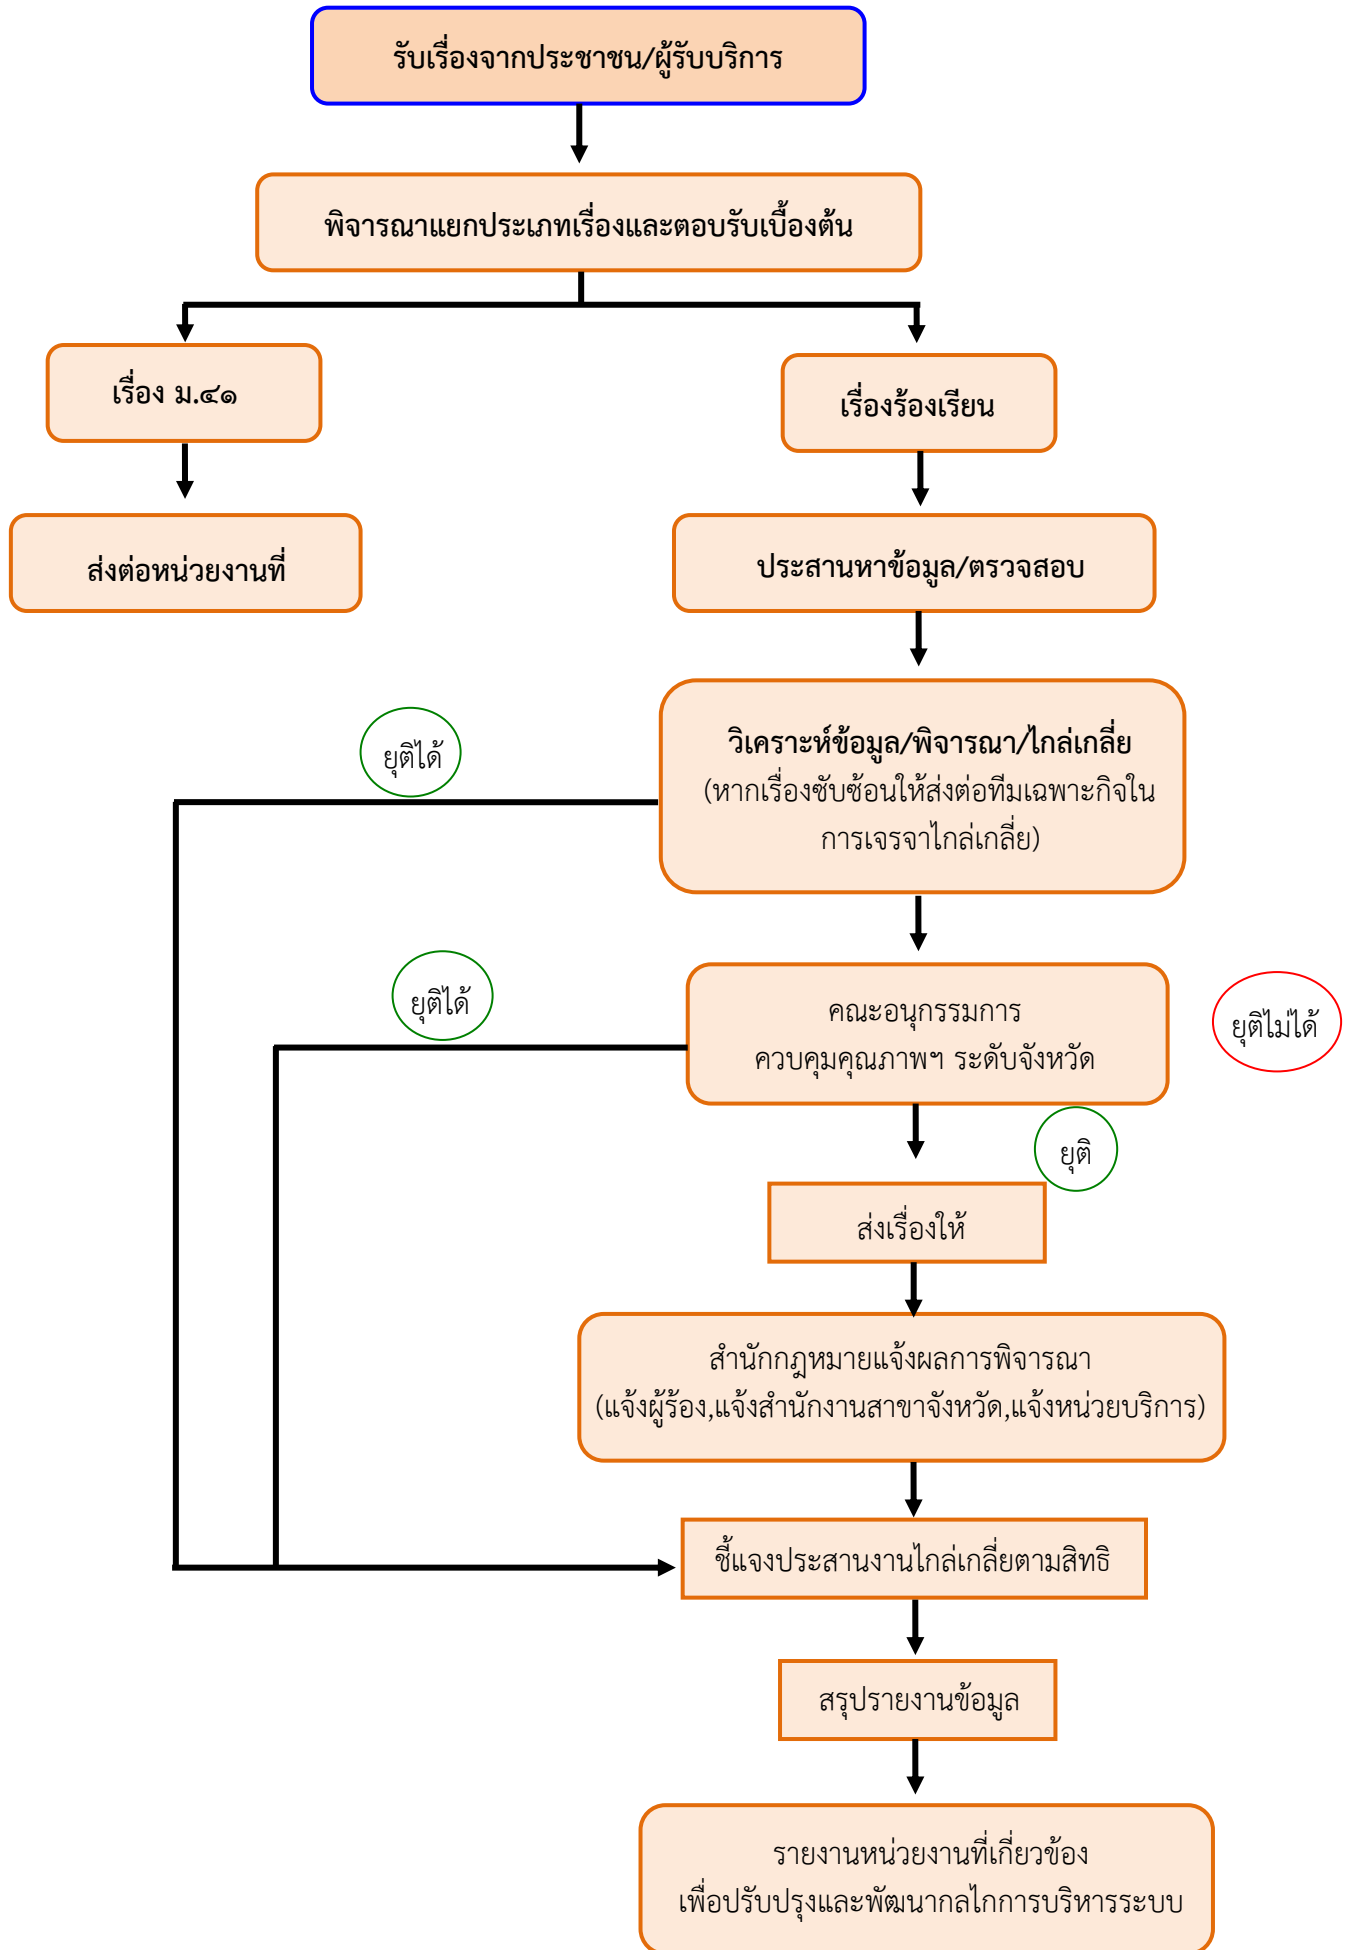 รับเรื่องจากประชาชน/ผู้รับบริการ
พิจารณาแยกประเภทเรื่องและตอบรับเบื้องต้น
เรื่อง ม.๔๑
เรื่องร้องเรียน
ส่งต่อหน่วยงานที่
ประสานหาข้อมูล/ตรวจสอบ
วิเคราะห์ข้อมูล/พิจารณา/ไกล่เกลี่ย
(หากเรื่องซับซ้อนให้ส่งต่อทีมเฉพาะกิจใน
การเจรจาไกล่เกลี่ย)
ยุติได้
ยุติได้
คณะอนุกรรมการ
ควบคุมคุณภาพฯ ระดับจังหวัด
ยุติไม่ได้
ยุติ
ส่งเรื่องให้
สำนักกฎหมายแจ้งผลการพิจารณา
(แจ้งผู้ร้อง,แจ้งสำนักงานสาขาจังหวัด,แจ้งหน่วยบริการ)
ชี้แจงประสานงานไกล่เกลี่ยตามสิทธิ
สรุปรายงานข้อมูล
รายงานหน่วยงานที่เกี่ยวข้อง
เพื่อปรับปรุงและพัฒนากลไกการบริหารระบบ